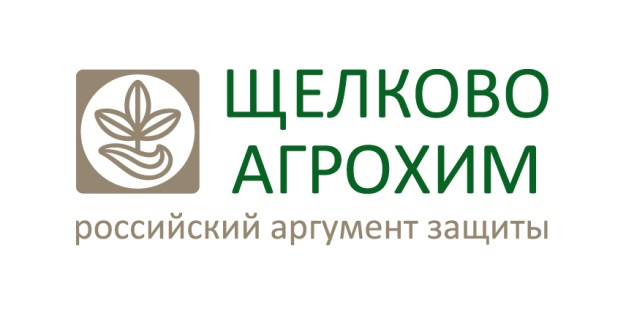 ЩЕЛКОВО
АГРОХИМ
российский аргумент защиты